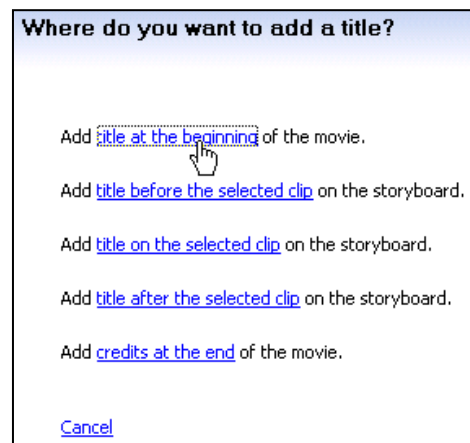 Where do you want to add a title?
Add title at the beginning of the movie.
Add title before the selected clip on the storyboard.
Add title on the selected clip on the storyboard.
Add title after the selected clip on the storyboard.
Add credits at the end of the movie.
Cancel